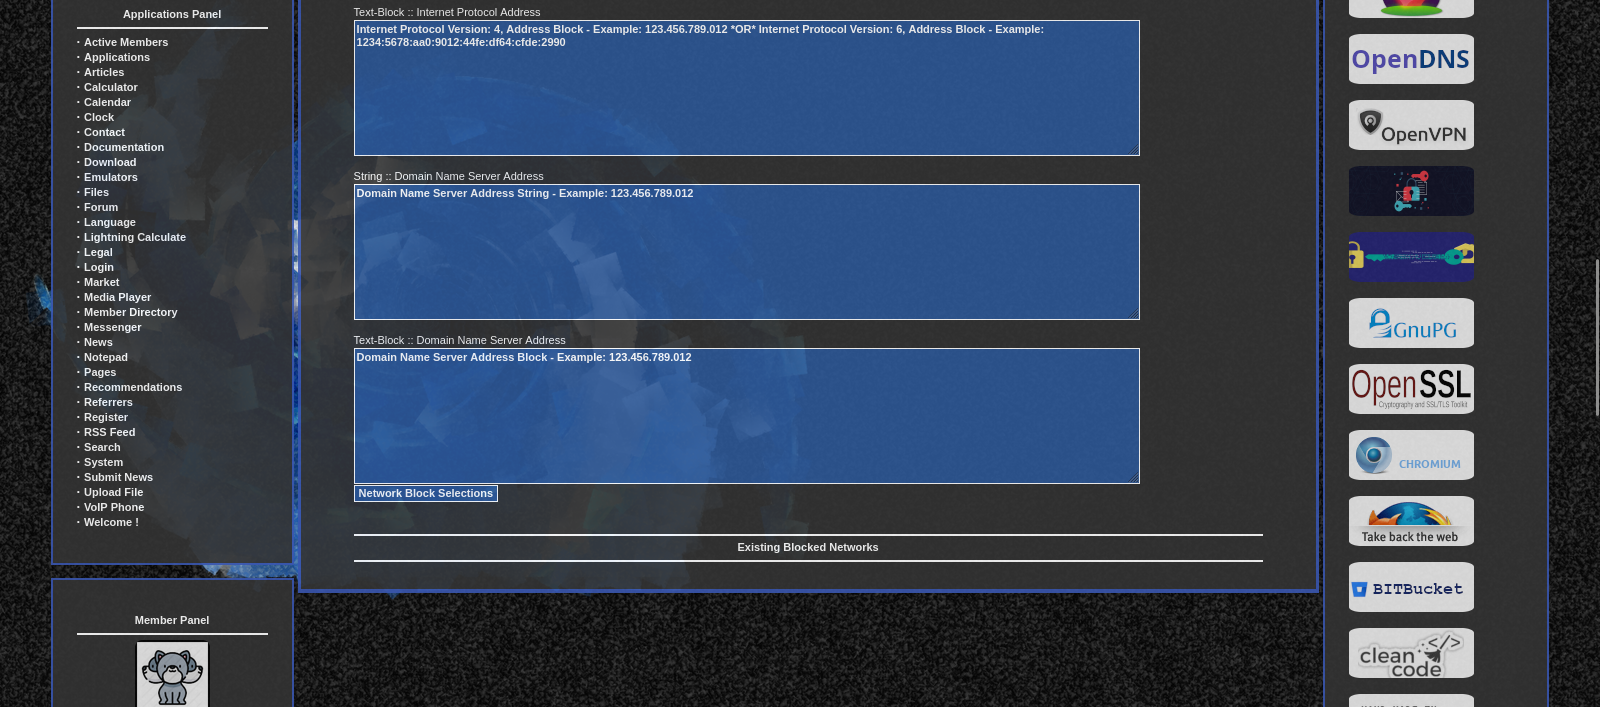 Applications Panel
· Active Members
· Applications
· Articles
· Calculator
· Calendar
· Clock
· Contact
· Documentation
· Download
· Emulators
· Files
· Forum
· Language
· Lightning Calculate
· Legal
· Login
· Market
· Media Player
· Member Directory
· Messenger
· News
· Notepad
· Pages
· Recommendations
· Referrers
· Register
· RSS Feed
· Search
· System
· Submit News
· Upload File
· VoIP Phone
· Welcome !
Member Panel
Text-Block :: Internet Protocol Address
Internet Protocol Version: 4, Address Block - Example: 123.456.789.012 *OR* Internet Protocol Version: 6, Address Block - Example:
1234:5678:aa0:9012:44fe:df64:cfde:2990
String :: Domain Name Server Address
Domain Name Server Address String - Example: 123.456.789.012
Text-Block :: Domain Name Server Address
Domain Name Server Address Block - Example: 123.456.789.012
Network Block Selections
Existing Blocked Networks
OpenDNS
OpenVPN
GnuPG
OpenSSL
Cryptography and SSL/TLS Toolkit
CHROMIUM
Take back the web
BITBucket
clean
code